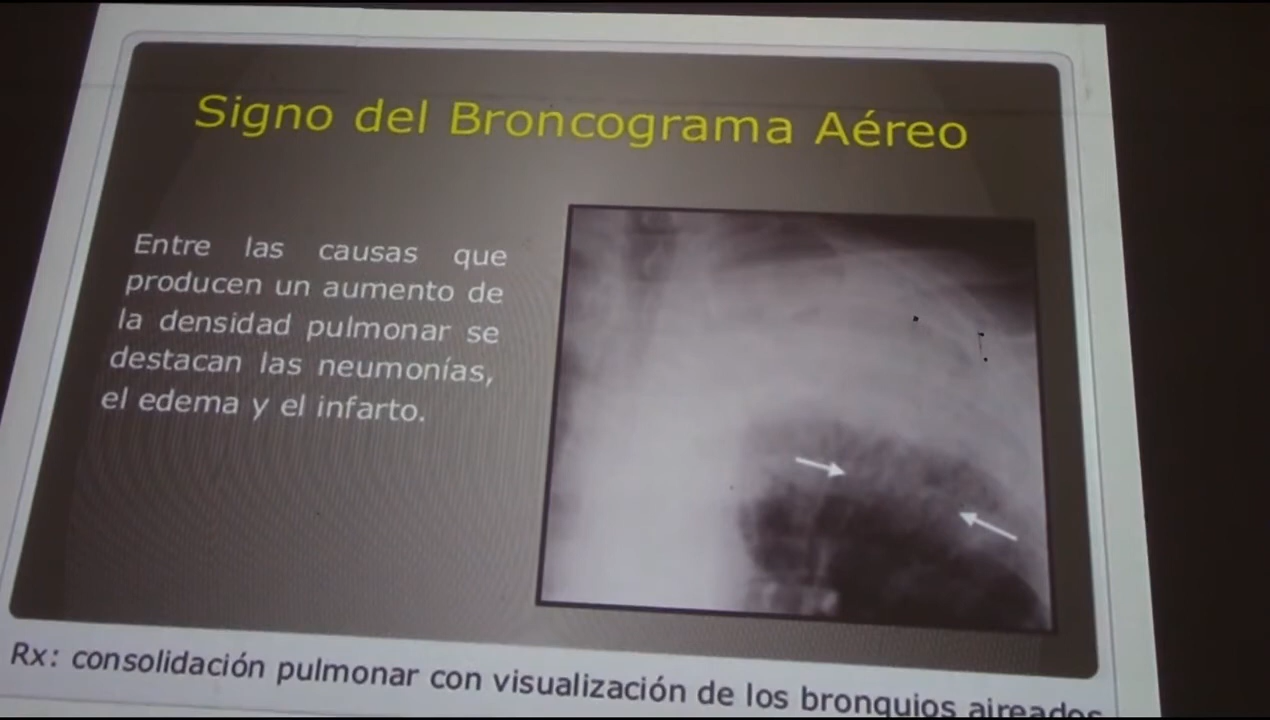 Signo del Broncograma Aéreo
Entre las causas que
producen un aumento de
la densidad pulmonar se
destacan las neumonías,
el edema y el infarto.
Rx: consolidación pulmonar con visualización de los bronquios aireados